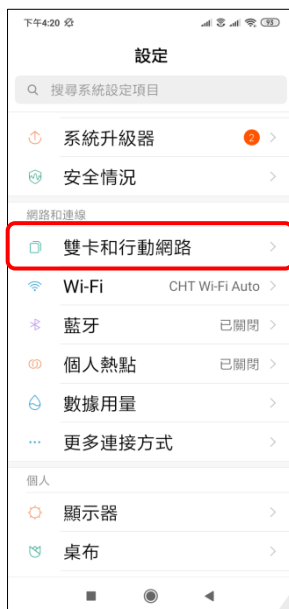 下午4:20
93
設定
搜尋系統設定項目
系統升級器 2
安全情況
網路和連線
雙卡和行動網路
Wi-Fi CHT Wi-Fi Auto
藍牙 已關閉
個人熱點 已關閉
數據用量
更多連接方式
個人
顯示器
桌布